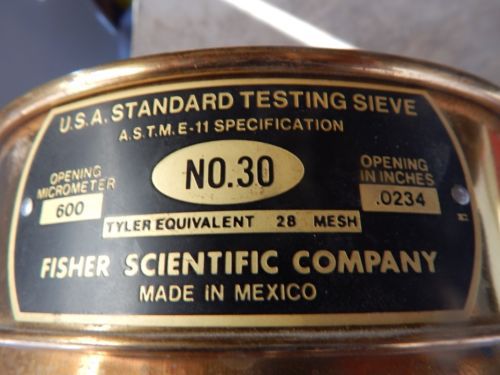 U.S.A. STANDARD TESTING SIEVE
A.S.T.M. E-11 SPECIFICATION
OPENING
MICROMETER
600
NO.30
OPENING
IN INCHES
.0234
TYLER EQUIVALENT 28 MESH
FISHER SCIENTIFIC COMPANY
MADE IN MEXICO